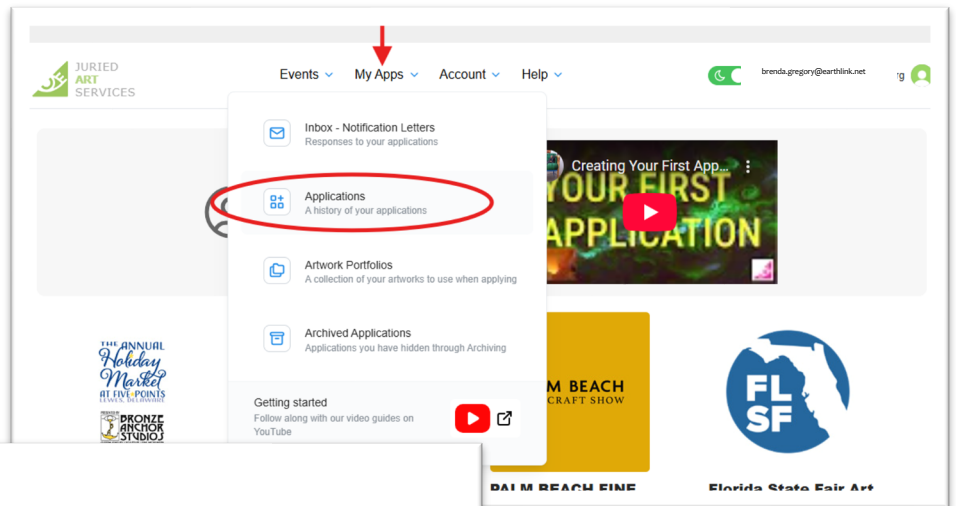 JURIED
ART
SERVICES
Events
My Apps
Account
Help
brenda.gregory@earthlink.net
rg
Inbox - Notification Letters
Responses to your applications
Applications
A history of your applications
Artwork Portfolios
A collection of your artworks to use when applying
Archived Applications
Applications you have hidden through Archiving
Getting started
Follow along with our video guides on
YouTube
Creating Your First App...
YOUR FIRST
APPLICATION
THE ANNUAL
Holiday
Market
AT FIVE POINTS
LEWES, DELAWARE
BRONZE
ANCHOR
STUDIOS
M BEACH
CRAFT SHOW
FL
SF
PALM BEACH FINE
Florida State Fair Art